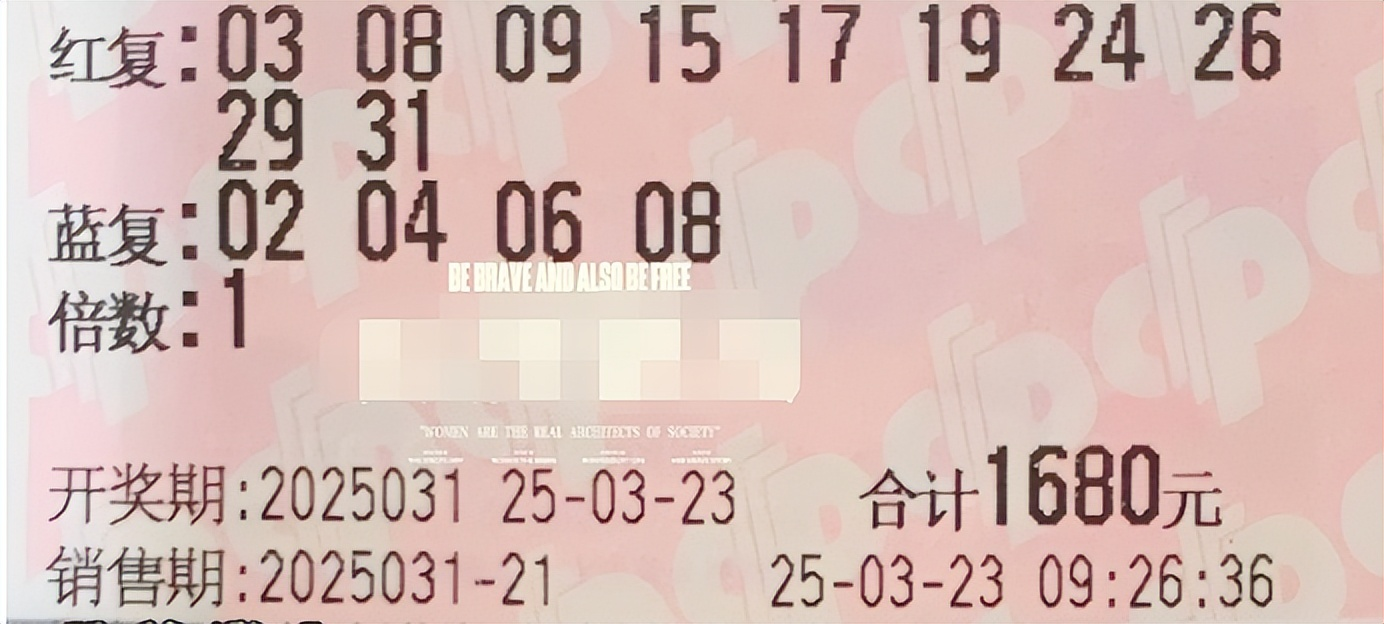 红复:03 08 09 15 17 19 24 26
29 31
蓝复:02 04 06 08
BE BRAVE AND ALSO BE FREE
倍数:1
"WOMEN ARE THE REAL ARCHITECTS OF SOCIETY"
开奖期:2025031 25-03-23 合计1680元
销售期:2025031-21 25-03-23 09:26:36